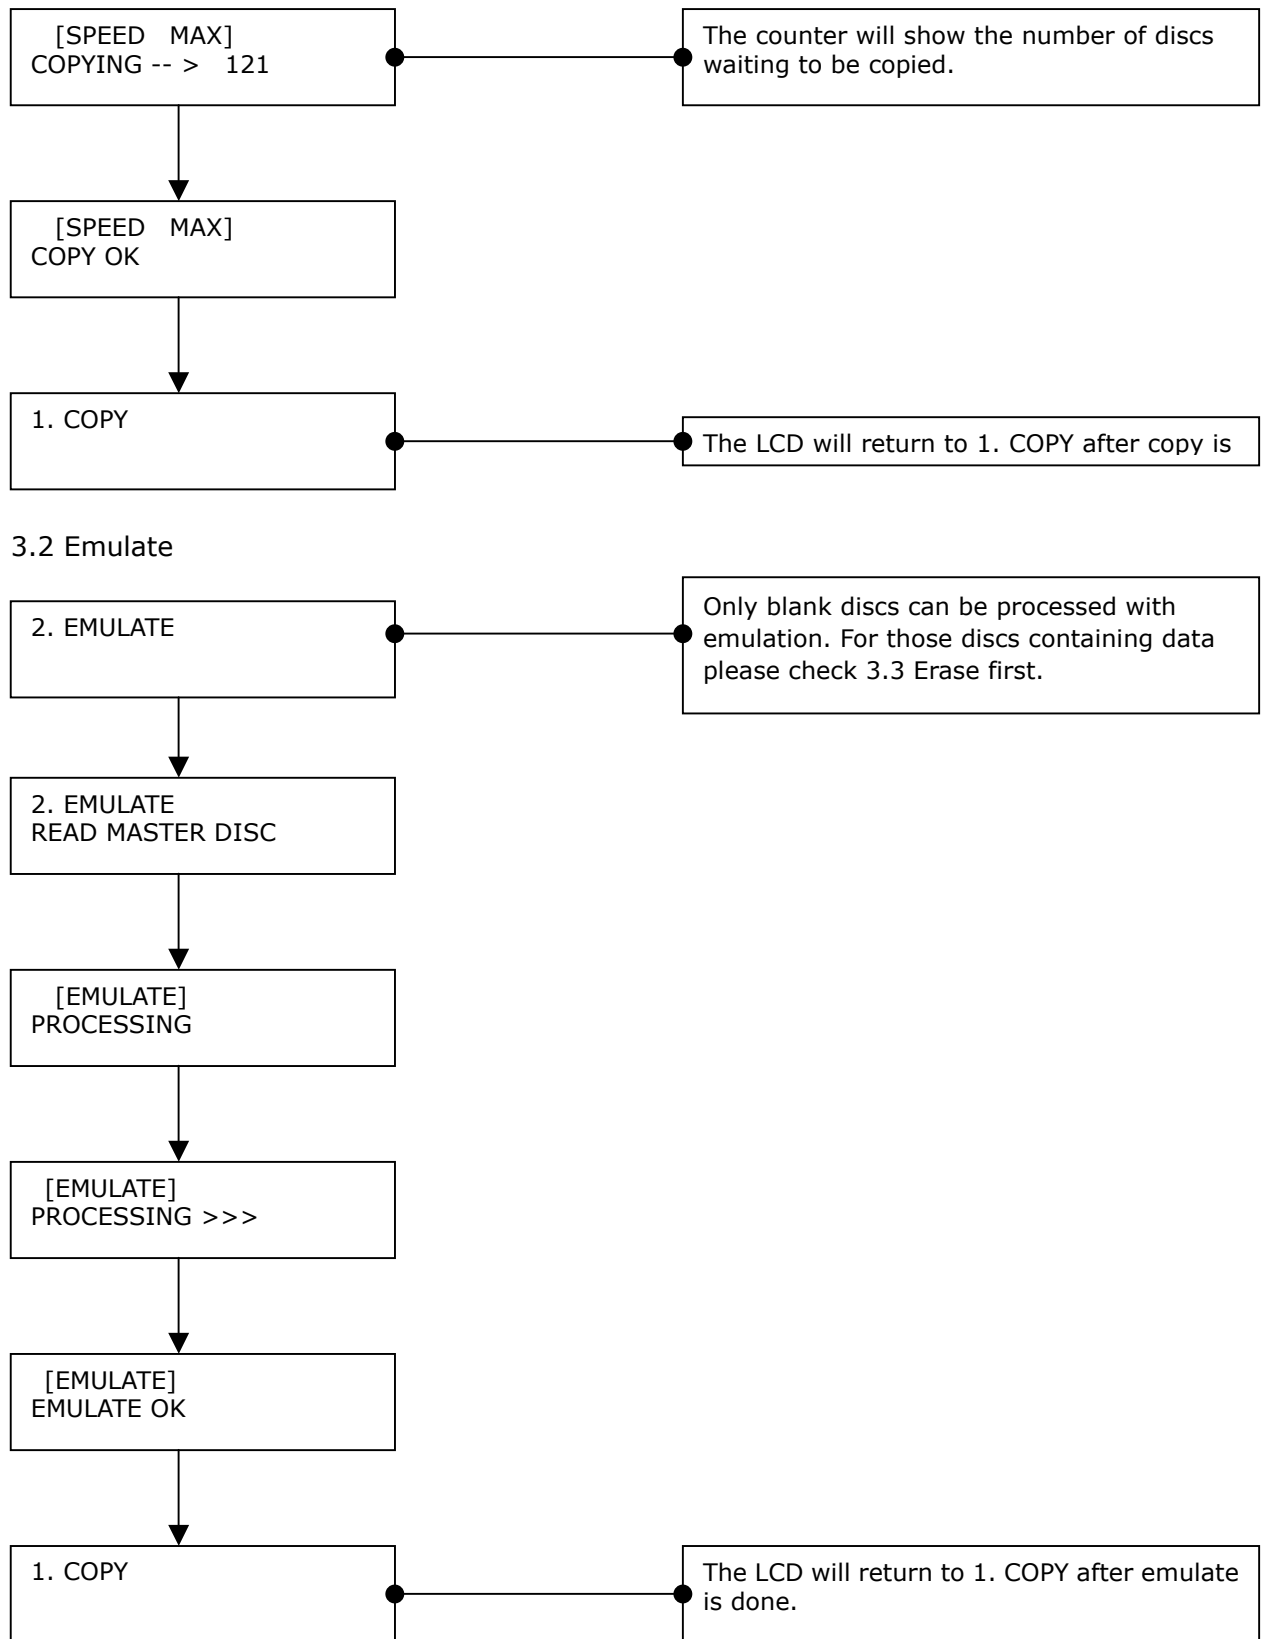 [SPEED MAX]
COPYING -- > 121
The counter will show the number of discs
waiting to be copied.
[SPEED MAX]
COPY OK
1. COPY
The LCD will return to 1. COPY after copy is
3.2 Emulate
2. EMULATE
Only blank discs can be processed with
emulation. For those discs containing data
please check 3.3 Erase first.
2. EMULATE
READ MASTER DISC
[EMULATE]
PROCESSING
[EMULATE]
PROCESSING >>>
[EMULATE]
EMULATE OK
1. COPY
The LCD will return to 1. COPY after emulate
is done.